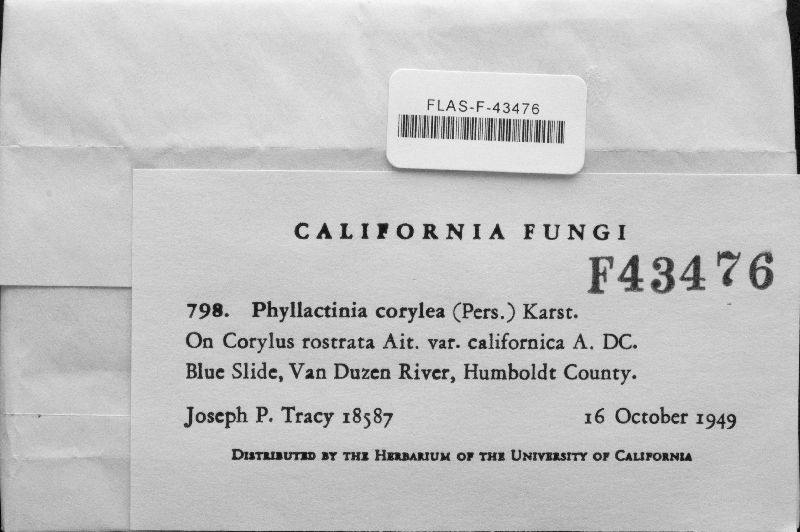 FLAS-F-43476
CALIFORNIA FUNGI
F43476
798. Phyllactinia corylea (Pers.) Karst.
On Corylus rostrata Ait. var. californica A. DC.
Blue Slide, Van Duzen River, Humboldt County.
Joseph P. Tracy 18587 16 October 1949
Distributed by the Herbarium of the University of California